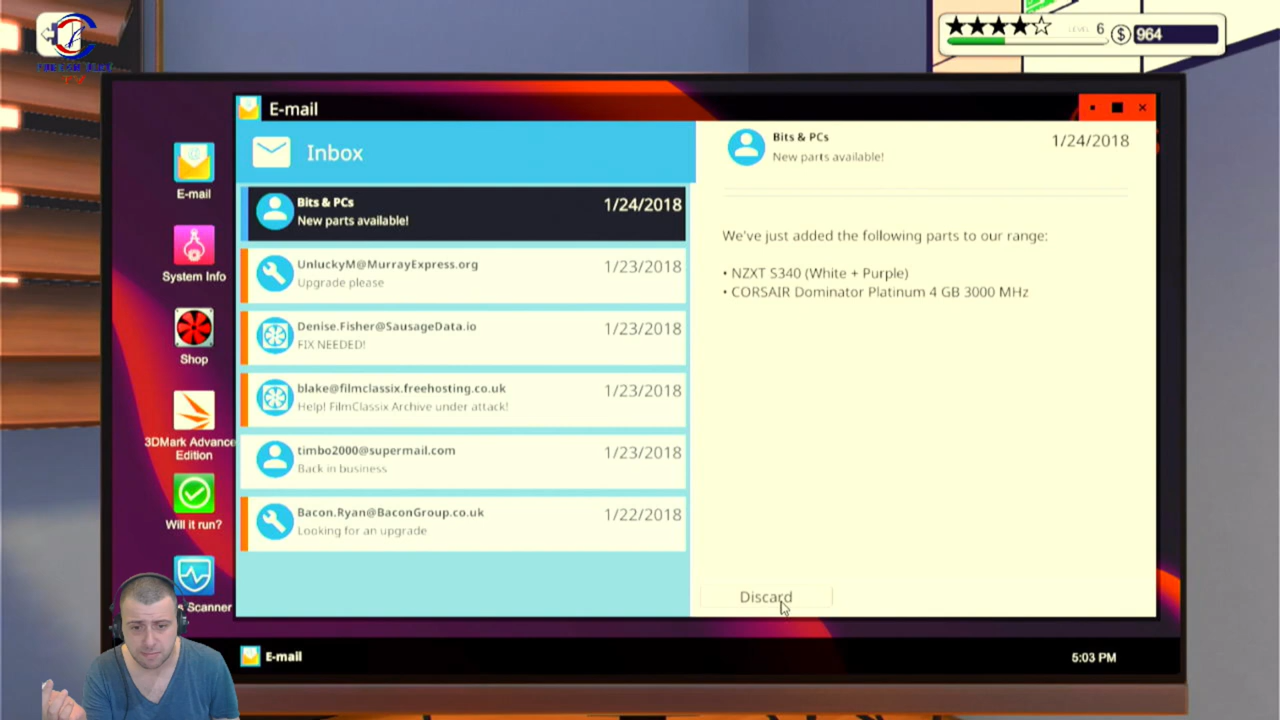 LEVEL 6
$ 964
E-mail
Inbox
Bits & PCs
New parts available!
1/24/2018
UnluckyM@MurrayExpress.org
Upgrade please
1/23/2018
Denise.Fisher@SausageData.io
FIX NEEDED!
1/23/2018
blake@filmclassix.freehosting.co.uk
Help! FilmClassix Archive under attack!
1/23/2018
timbo2000@supermail.com
Back in business
1/23/2018
Bacon.Ryan@BaconGroup.co.uk
Looking for an upgrade
1/22/2018
Bits & PCs
New parts available!
1/24/2018
We've just added the following parts to our range:
• NZXT S340 (White + Purple)
• CORSAIR Dominator Platinum 4 GB 3000 MHz
Discard
E-mail
System Info
Shop
3DMark Advance
Edition
Will it run?
Scanner
E-mail
5:03 PM